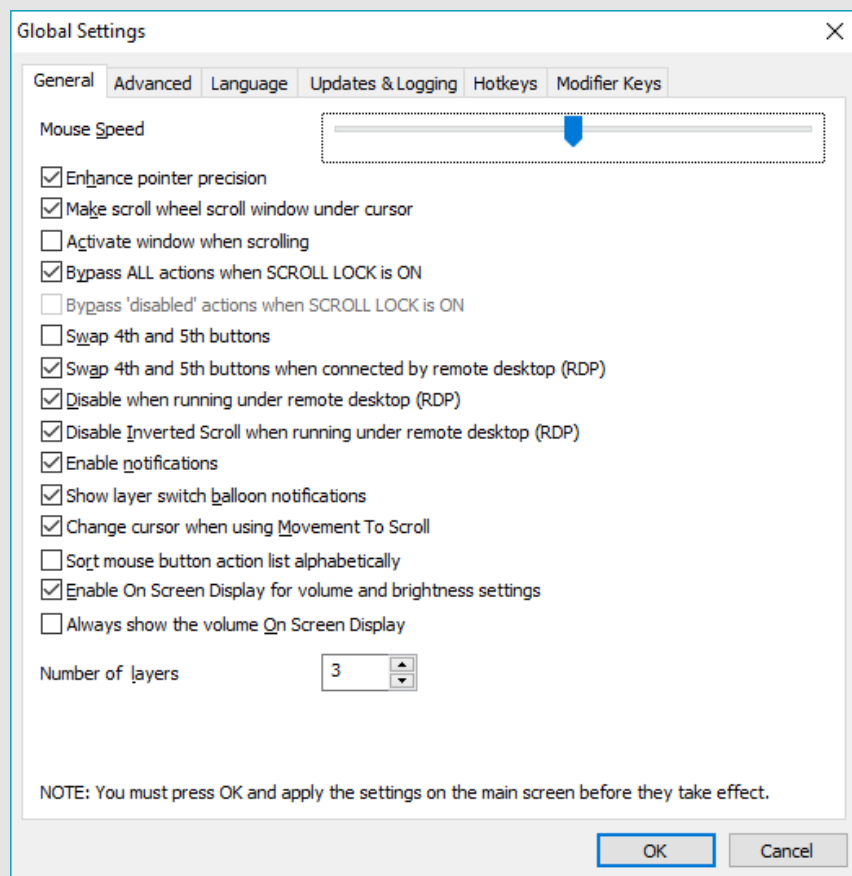 Global Settings
General Advanced Language Updates & Logging Hotkeys Modifier Keys
Mouse Speed
Enhance pointer precision
Make scroll wheel scroll window under cursor
Activate window when scrolling
Bypass ALL actions when SCROLL LOCK is ON
Bypass 'disabled' actions when SCROLL LOCK is ON
Swap 4th and 5th buttons
Swap 4th and 5th buttons when connected by remote desktop (RDP)
Disable when running under remote desktop (RDP)
Disable Inverted Scroll when running under remote desktop (RDP)
Enable notifications
Show layer switch balloon notifications
Change cursor when using Movement To Scroll
Sort mouse button action list alphabetically
Enable On Screen Display for volume and brightness settings
Always show the volume On Screen Display
Number of layers 3
NOTE: You must press OK and apply the settings on the main screen before they take effect.
OK Cancel